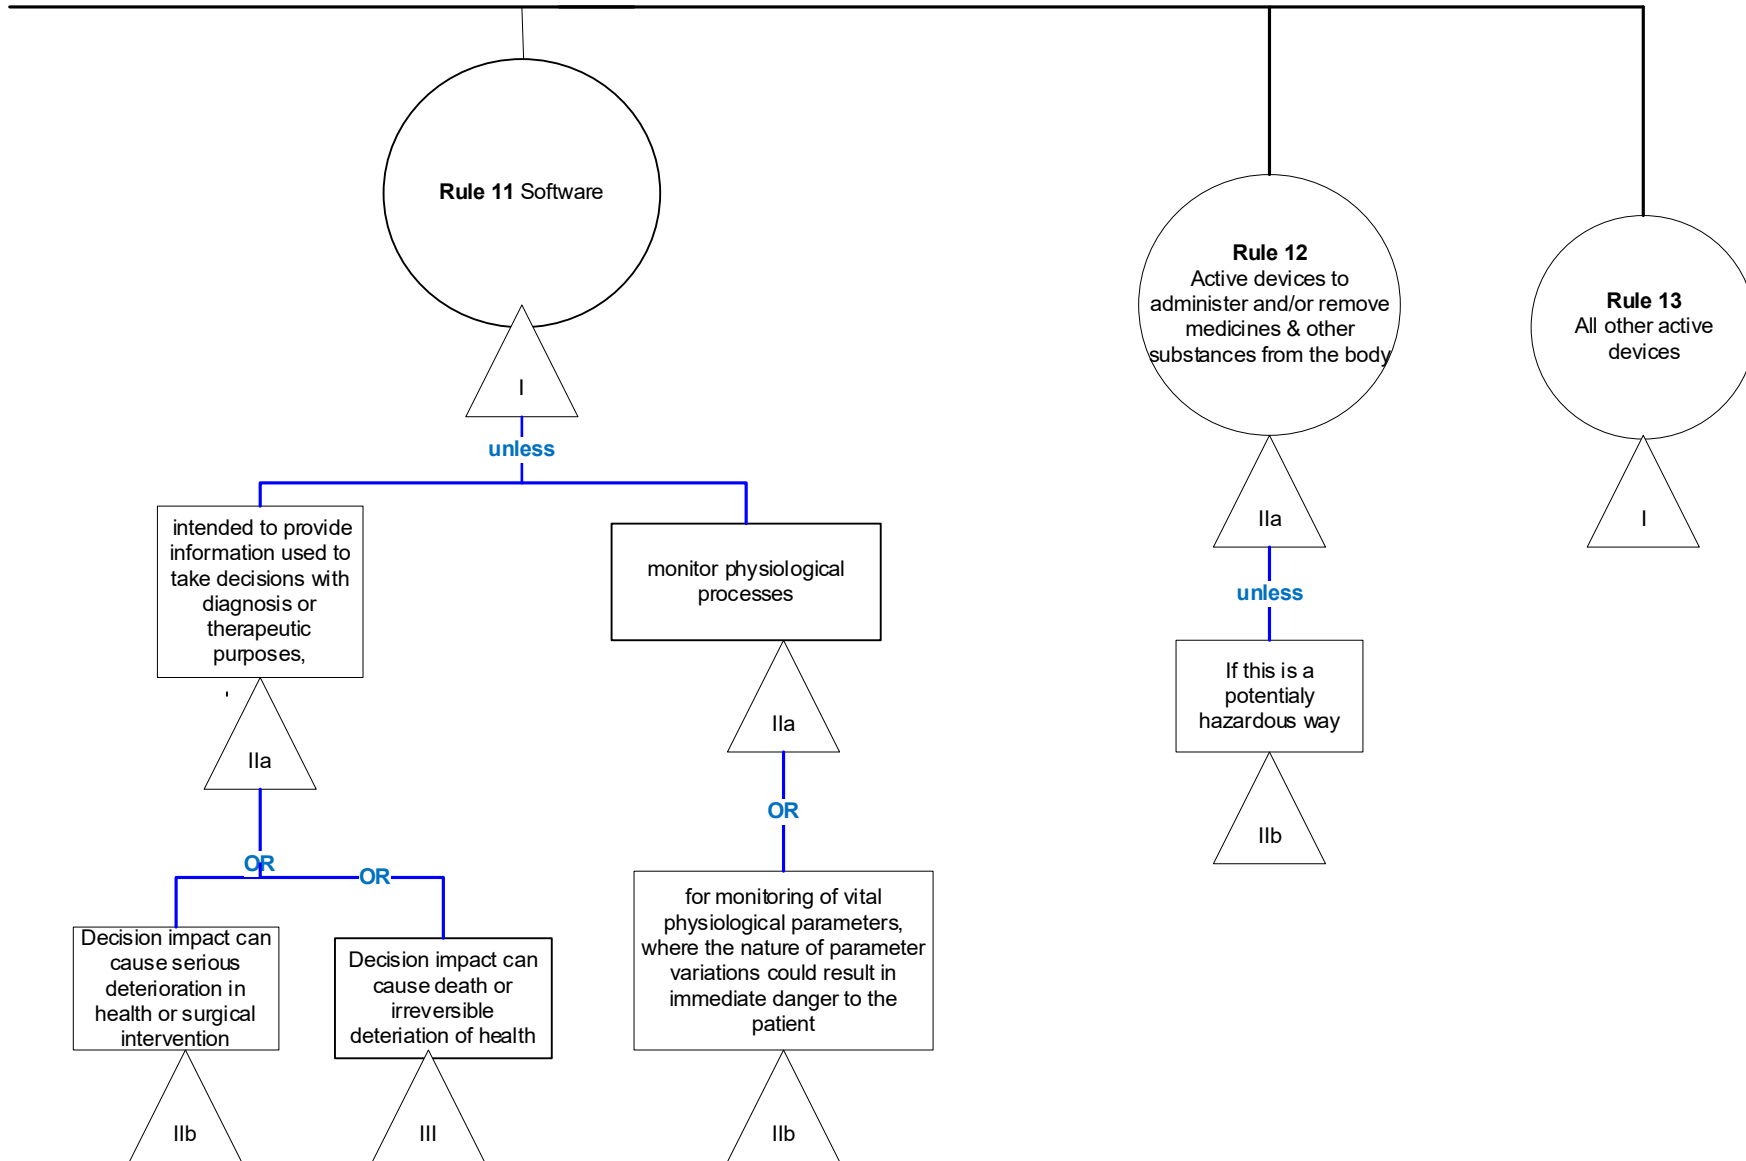 Rule 11 Software
I
unless
intended to provide
information used to
take decisions with
diagnosis or
therapeutic
purposes,
IIa
OR
OR
Decision impact can
cause serious
deterioration in
health or surgical
intervention
IIb
Decision impact can
cause death or
irreversible
deteriation of health
III
monitor physiological
processes
IIa
OR
for monitoring of vital
physiological parameters,
where the nature of parameter
variations could result in
immediate danger to the
patient
IIb
Rule 12
Active devices to
administer and/or remove
medicines & other
substances from the body
IIa
unless
If this is a
potentialy
hazardous way
IIb
Rule 13
All other active
devices
I